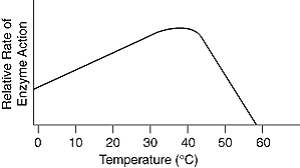 Relative Rate of
Enzyme Action
0 10 20 30 40 50 60
Temperature (°C)